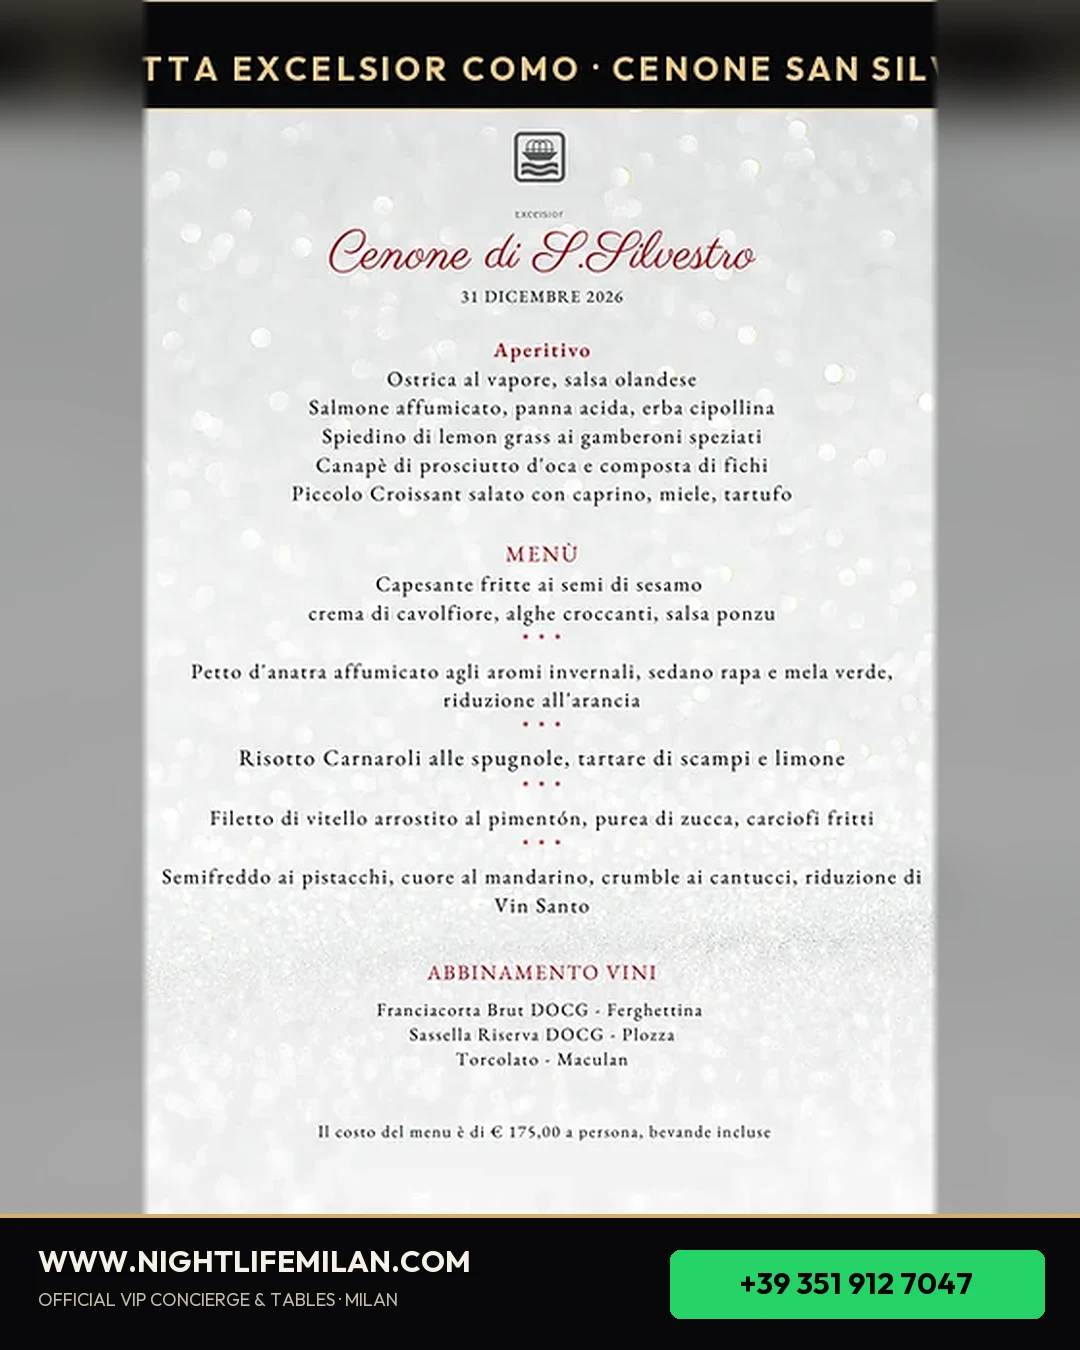 TTA EXCELSIOR COMO · CENONE SAN SIL
Excelsior
Cenone di S.Silvestro
31 DICEMBRE 2026
Aperitivo
Ostrica al vapore, salsa olandese
Salmone affumicato, panna acida, erba cipollina
Spiedino di lemon grass ai gamberoni speziati
Canapè di prosciutto d'oca e composta di fichi
Piccolo Croissant salato con caprino, miele, tartufo
MENÙ
Capesante fritte ai semi di sesamo
crema di cavolfiore, alghe croccanti, salsa ponzu
• • •
Petto d'anatra affumicato agli aromi invernali, sedano rapa e mela verde,
riduzione all'arancia
• • •
Risotto Carnaroli alle spugnole, tartare di scampi e limone
• • •
Filetto di vitello arrostito al pimentón, purea di zucca, carciofi fritti
• • •
Semifreddo ai pistacchi, cuore al mandarino, crumble ai cantucci, riduzione di
Vin Santo
ABBINAMENTO VINI
Franciacorta Brut DOCG - Ferghettina
Sassella Riserva DOCG - Plozza
Torcolato - Maculan
Il costo del menu è di € 175,00 a persona, bevande incluse
WWW.NIGHTLIFEMILAN.COM
OFFICIAL VIP CONCIERGE & TABLES · MILAN
+39 351 912 7047